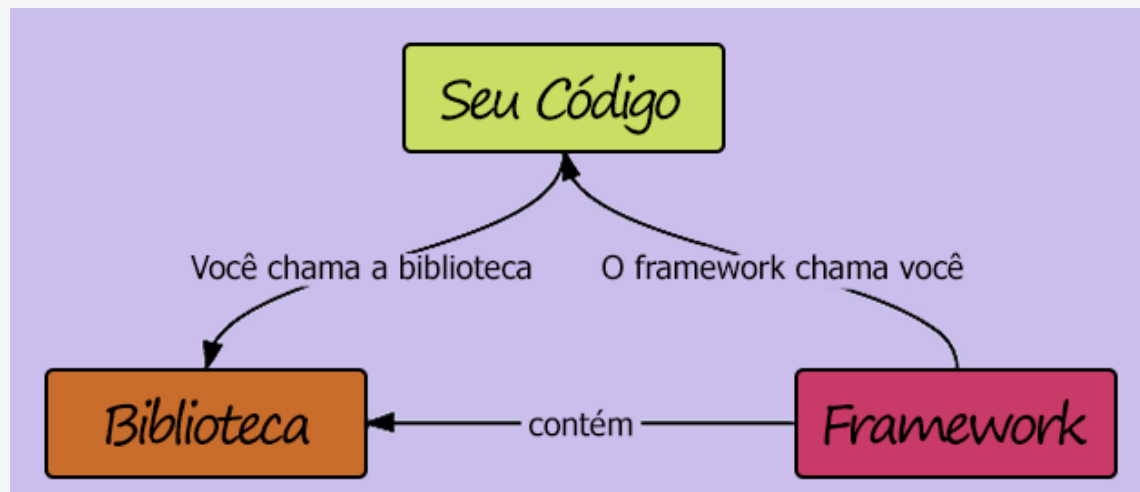 Seu Código
Você chama a biblioteca
O framework chama você
Biblioteca
contém
Framework